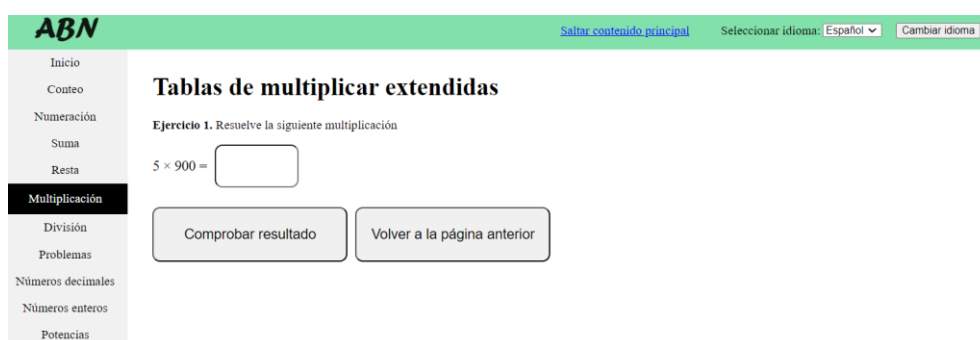 ABN
Saltar contenido principal
Seleccionar idioma: Español
Cambiar idioma
Inicio
Conteo
Numeración
Suma
Resta
Multiplicación
División
Problemas
Números decimales
Números enteros
Potencias
Tablas de multiplicar extendidas
Ejercicio 1. Resuelve la siguiente multiplicación
5 × 900 =
Comprobar resultado
Volver a la página anterior